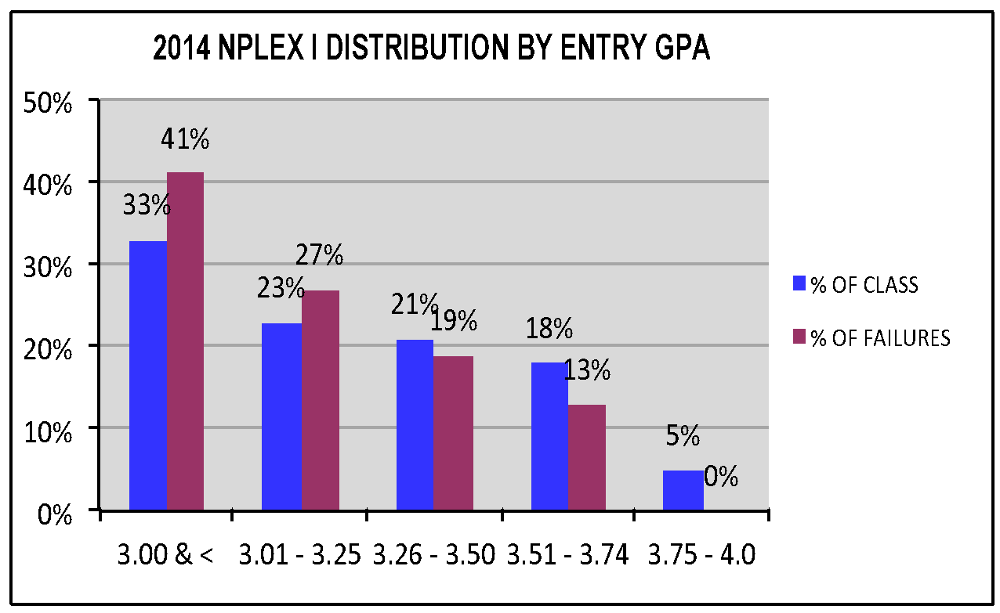 2014 NPLEX I DISTRIBUTION BY ENTRY GPA
50%
40%
30%
20%
10%
0%
33%
41%
23%
27%
21%
19%
18%
13%
5%
0%
3.00 & <
3.01 - 3.25
3.26 - 3.50
3.51 - 3.74
3.75 - 4.0
% OF CLASS
% OF FAILURES